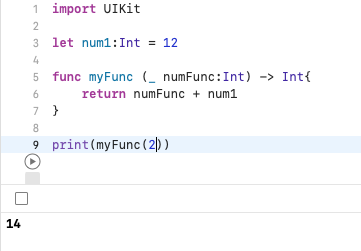 1 import UIKit
2
3 let num1:Int = 12
4
5 func myFunc (_ numFunc:Int) -> Int{
6     return numFunc + num1
7 }
8
9 print(myFunc(2))
14